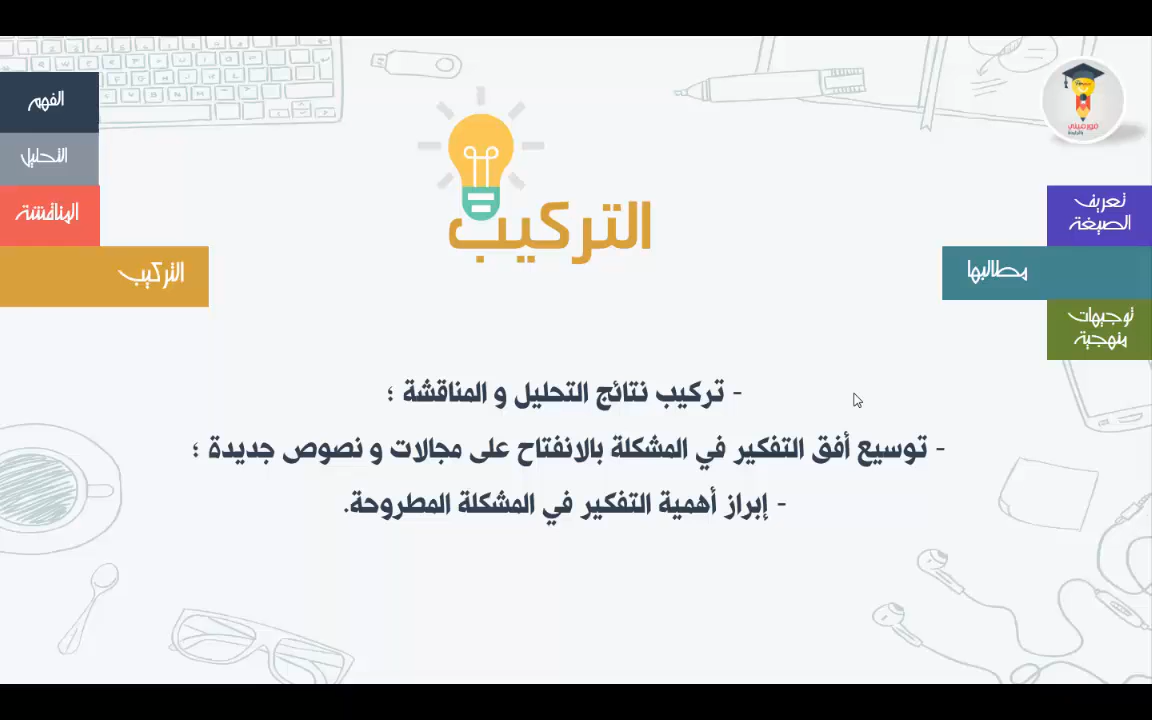 الفهم
التحليل
المناقشة
التركيب
تعريف
الصيغة
مطالبها
توجيهات
منهجية
التركيب
- تركيب نتائج التحليل و المناقشة ؛
- توسيع أفق التفكير في المشكلة بالانفتاح على مجالات و نصوص جديدة ؛
- إبراز أهمية التفكير في المشكلة المطروحة.